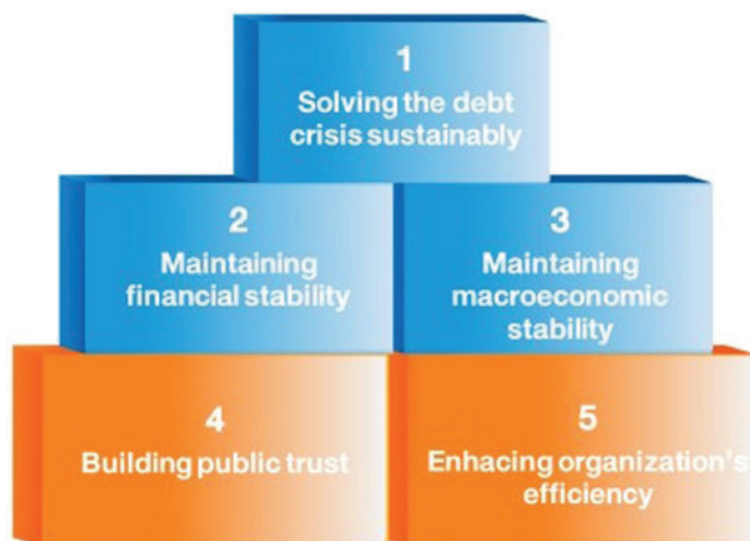 1
Solving the debt
crisis sustainably
2
Maintaining
financial stability
3
Maintaining
macroeconomic
stability
4
Building public trust
5
Enhacing organization's
efficiency